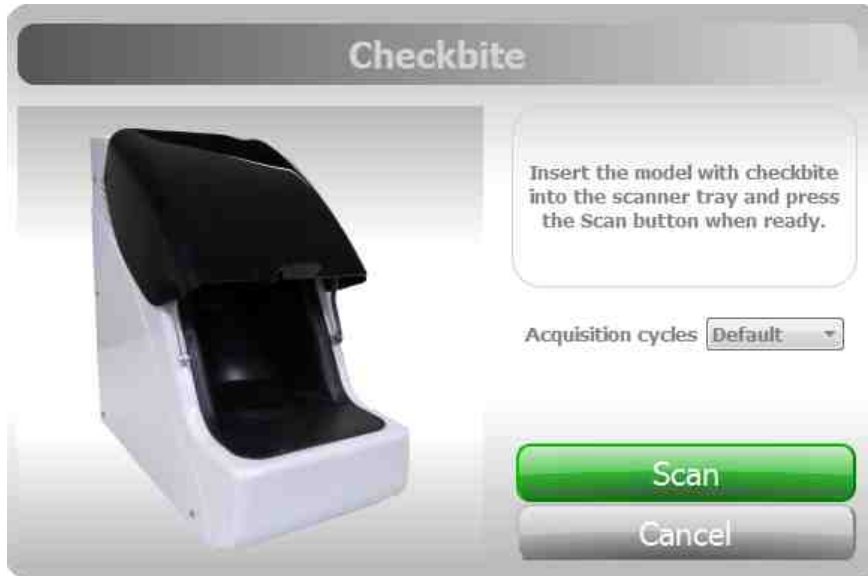 Checkbite
Insert the model with checkbite
into the scanner tray and press
the Scan button when ready.
Acquisition cycles Default
Scan
Cancel